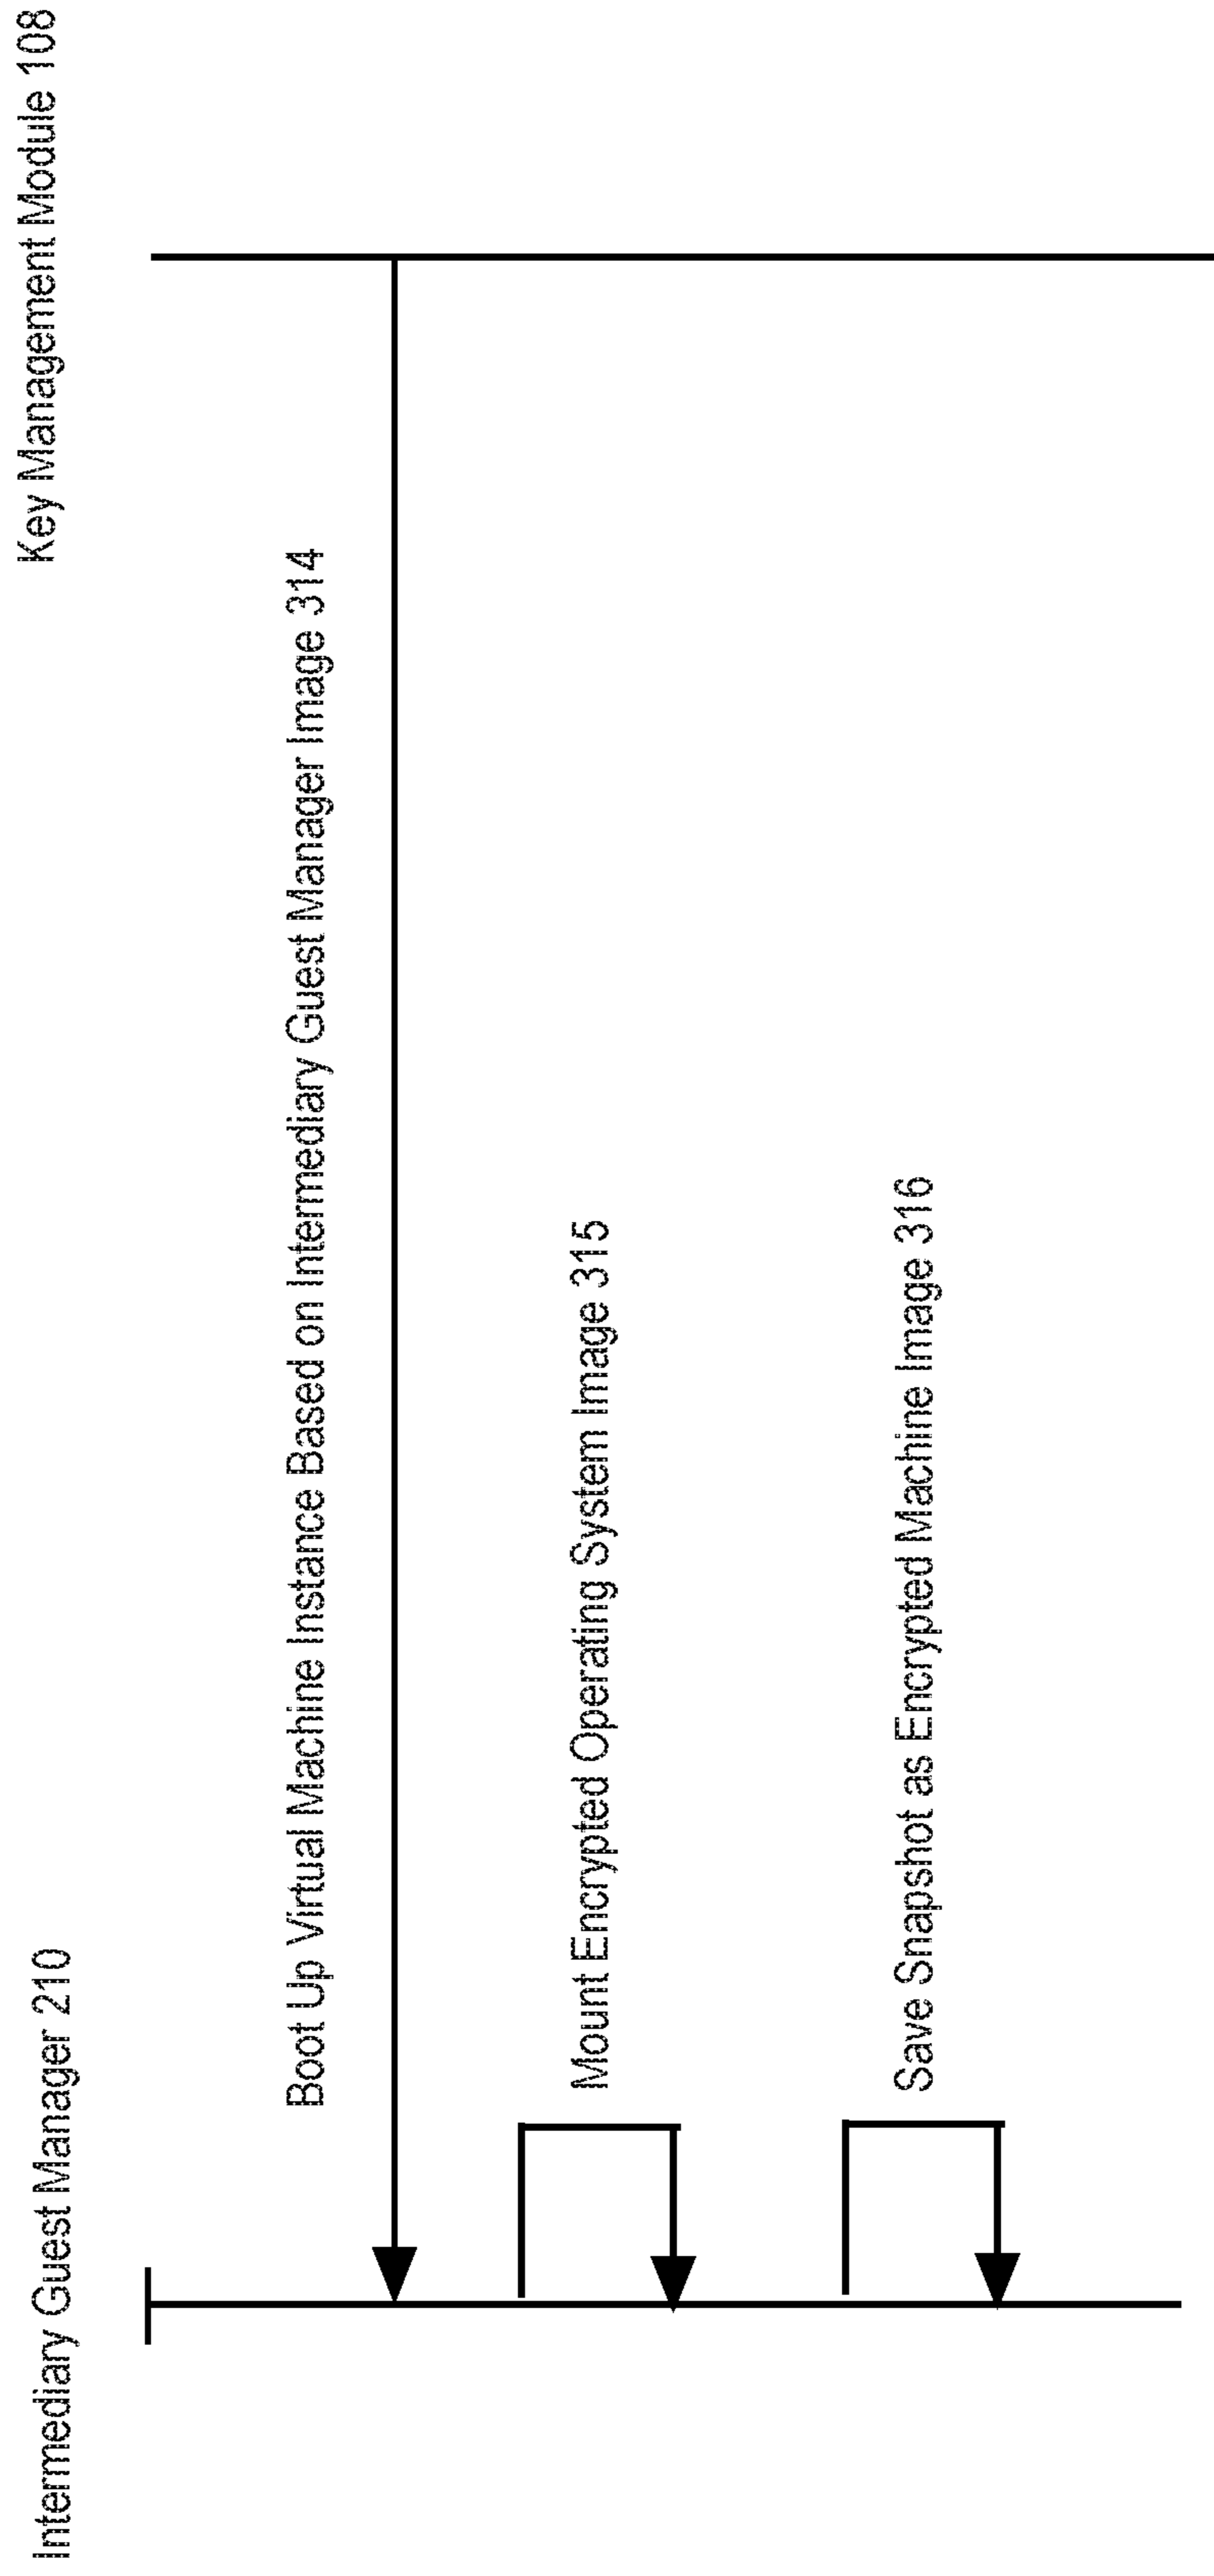 Intermediary Guest Manager 210
Key Management Module 108
Boot Up Virtual Machine Instance Based on Intermediary Guest Manager Image 314
Mount Encrypted Operating System Image 315
Save Snapshot as Encrypted Machine Image 316